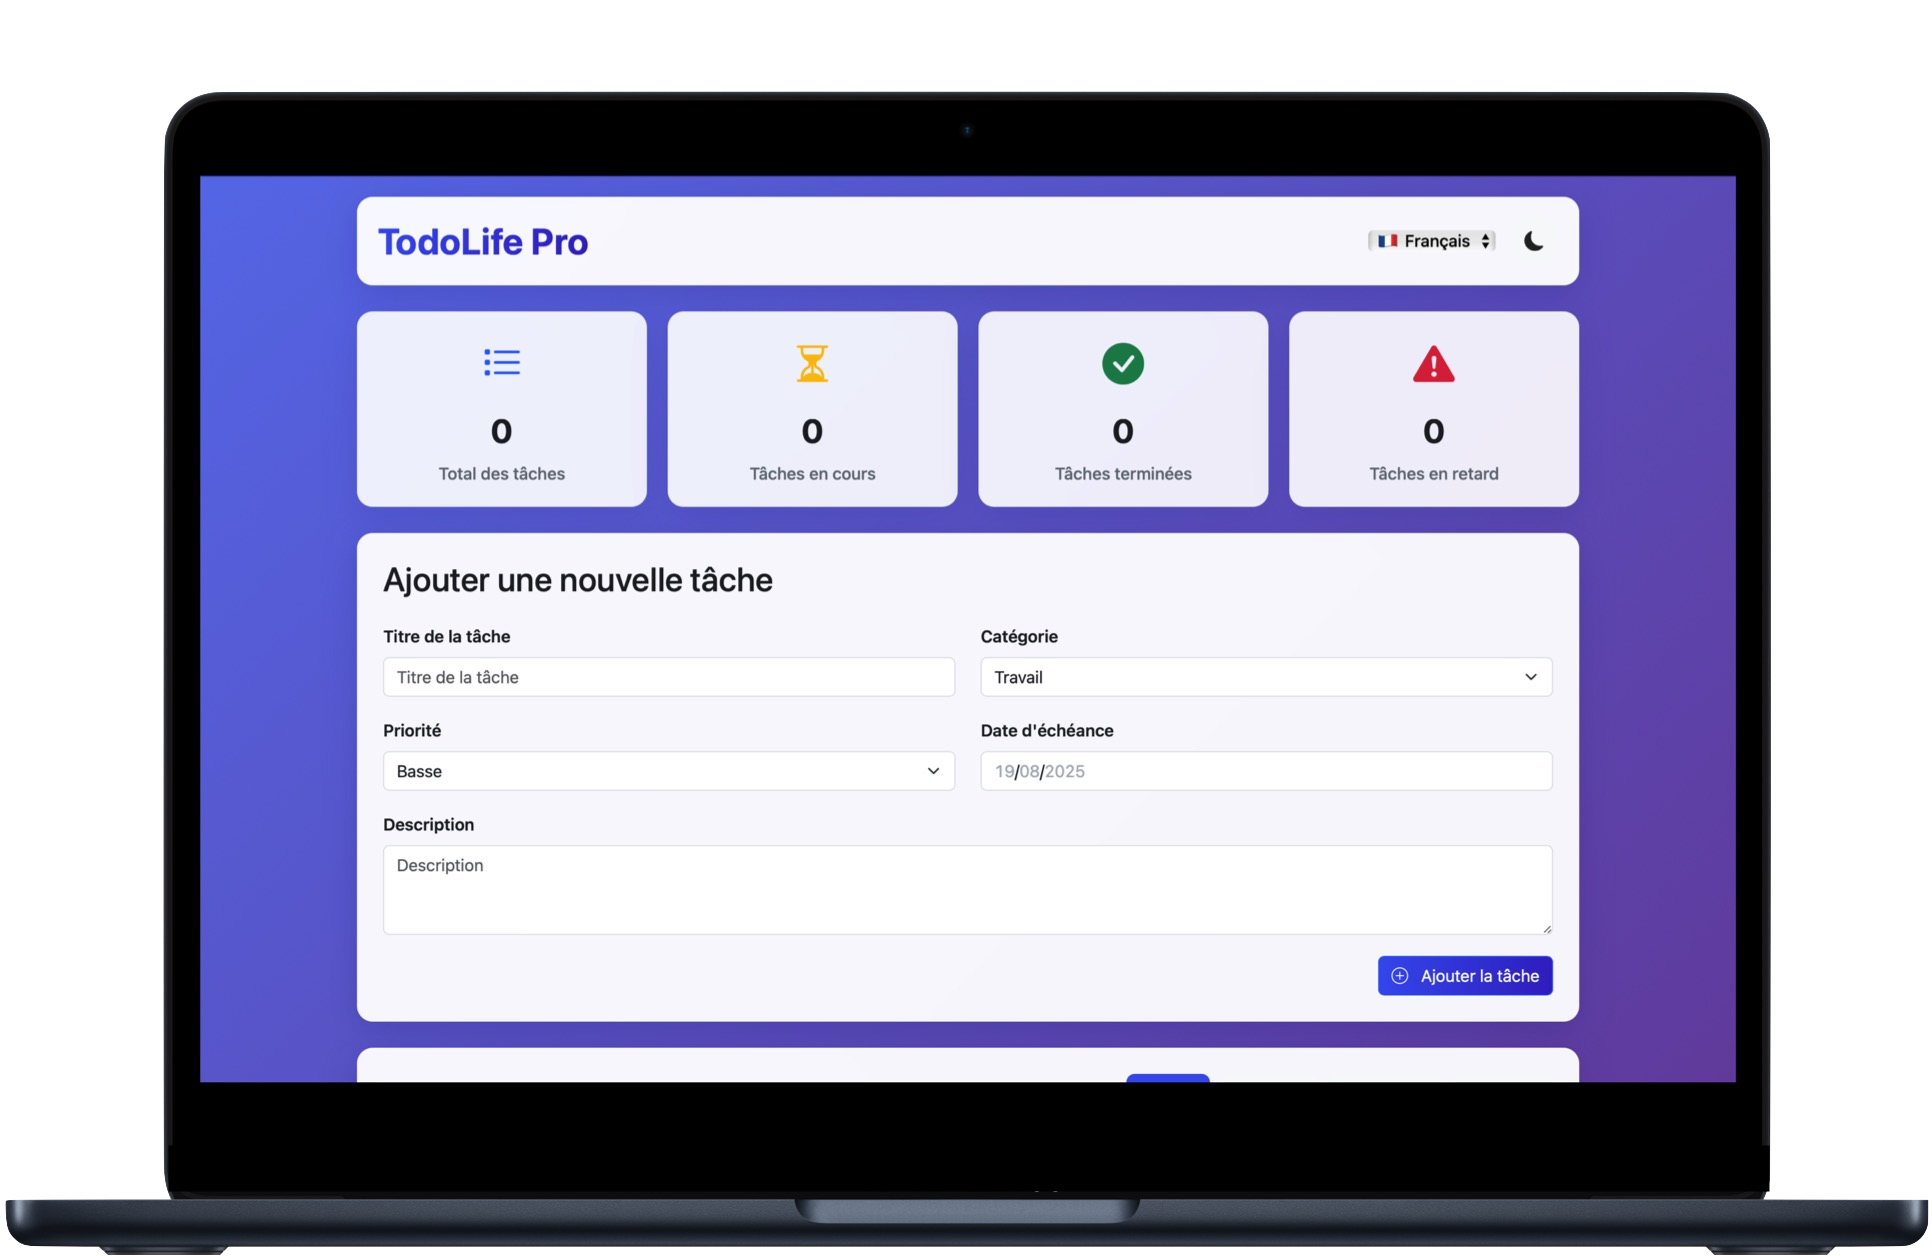 TodoLife Pro
Français
0
Total des tâches
0
Tâches en cours
0
Tâches terminées
0
Tâches en retard
Ajouter une nouvelle tâche
Titre de la tâche
Titre de la tâche
Catégorie
Travail
Priorité
Basse
Date d'échéance
19/08/2025
Description
Description
Ajouter la tâche